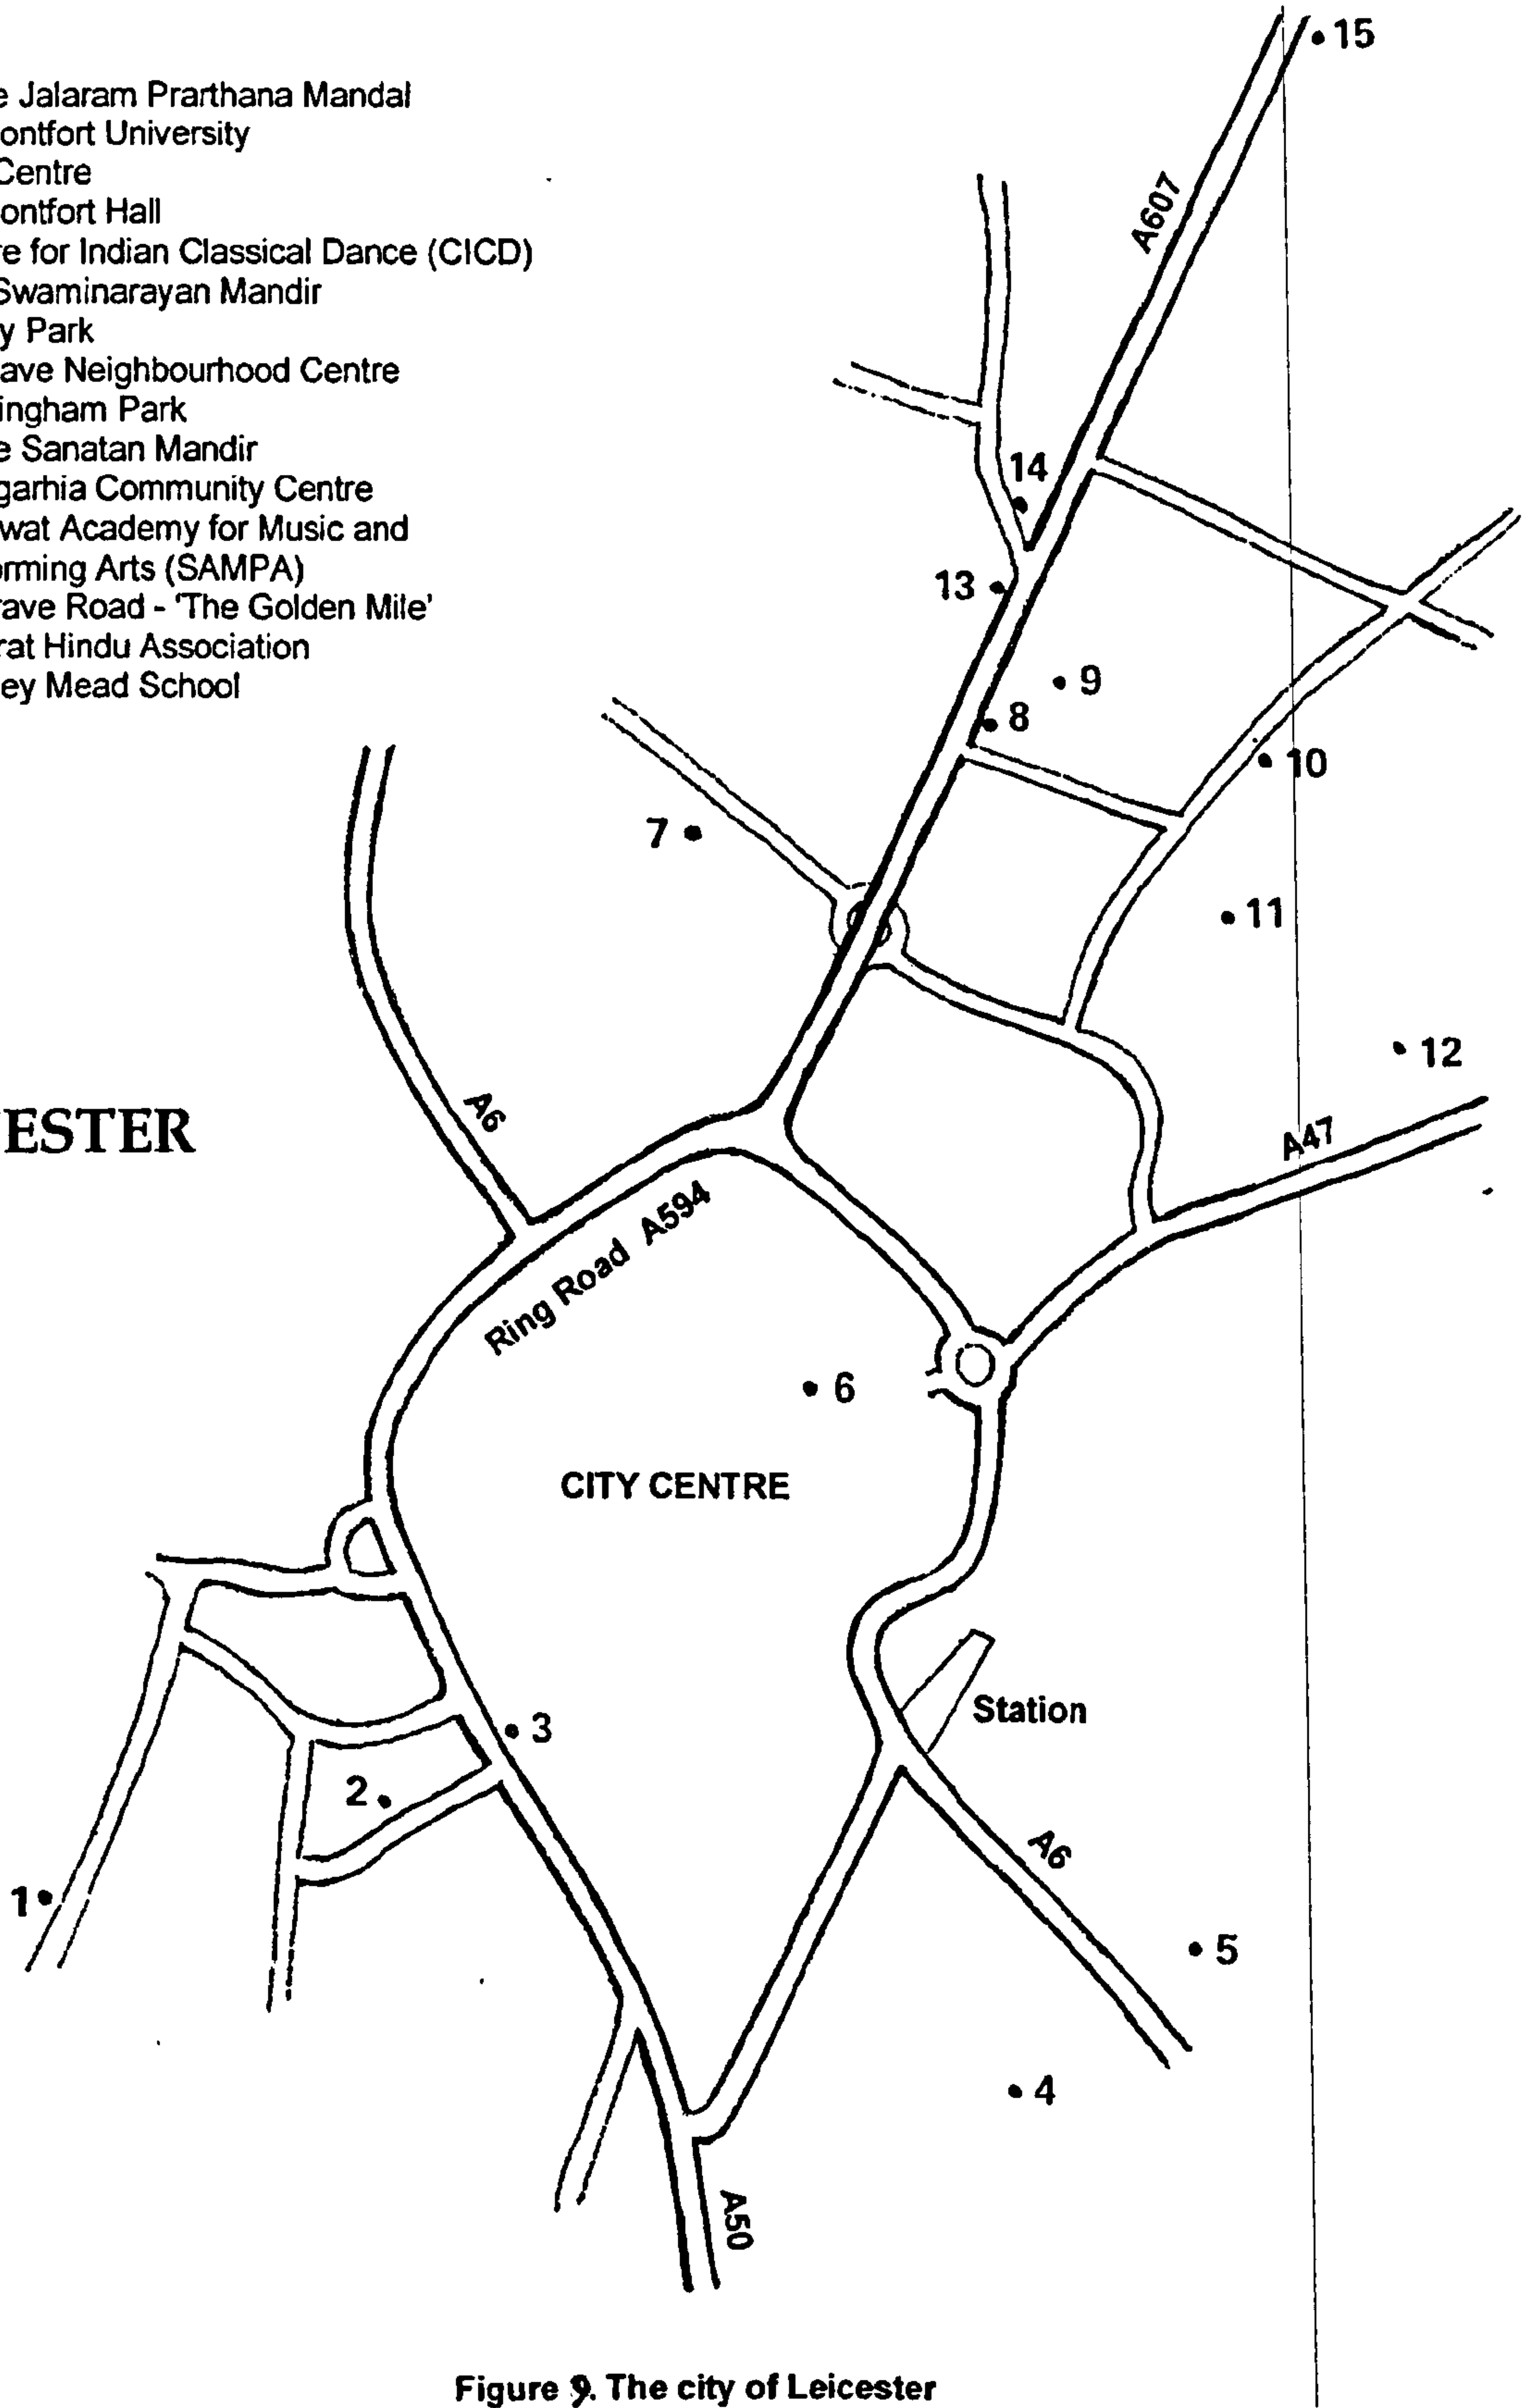 e Jalaram Prarthana Mandal
ontfort University
Centre
ontfort Hall
re for Indian Classical Dance (CICD)
Swaminarayan Mandir
y Park
ave Neighbourhood Centre
ingham Park
e Sanatan Mandir
garhia Community Centre
wat Academy for Music and
orming Arts (SAMPA)
rave Road - 'The Golden Mile'
rat Hindu Association
ey Mead School
15
A607
14
13
9
8
10
7
11
12
ESTER
A6
A47
Ring Road A594
6
CITY CENTRE
Station
3
2
A6
1
5
4
A50
Figure 9. The city of Leicester